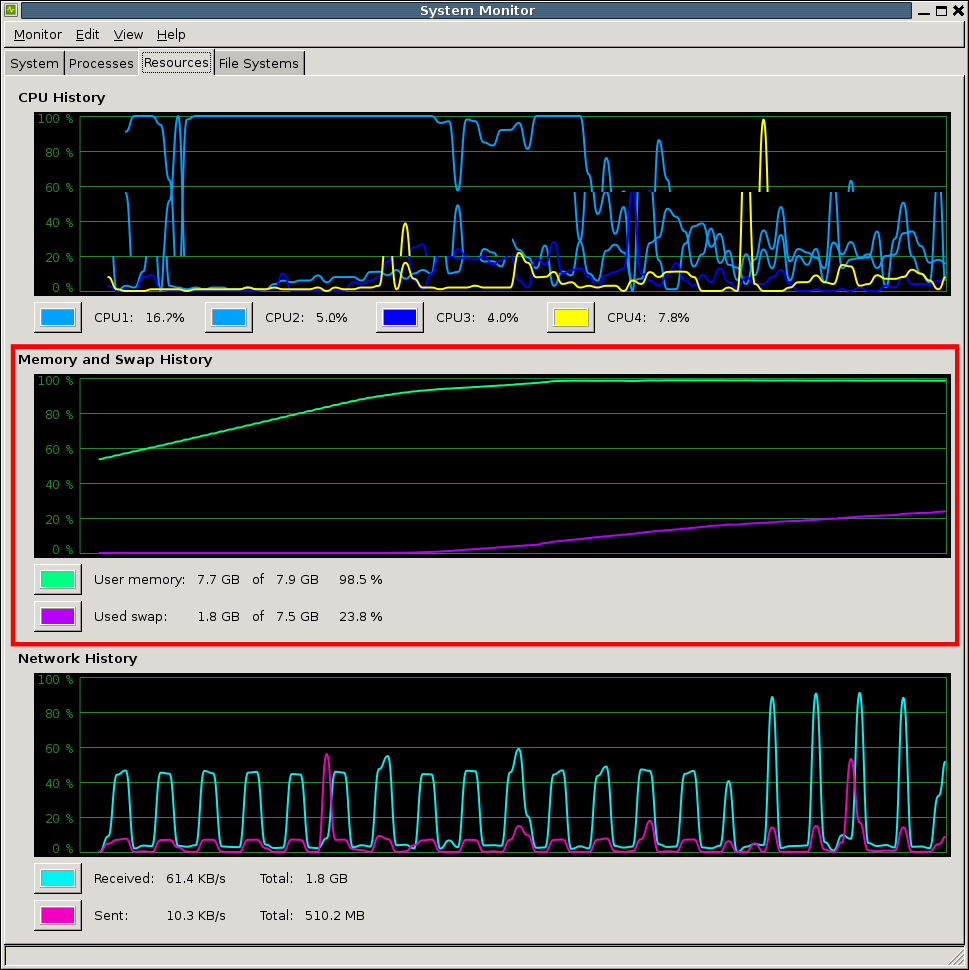 System Monitor
Monitor Edit View Help
System Processes Resources File Systems
CPU History
100 %
80 %
60 %
40 %
20 %
0 %
CPU1: 16.7% CPU2: 5.0% CPU3: 4.0% CPU4: 7.8%
Memory and Swap History
100 %
80 %
60 %
40 %
20 %
0 %
User memory: 7.7 GB of 7.9 GB 98.5 %
Used swap: 1.8 GB of 7.5 GB 23.8 %
Network History
100 %
80 %
60 %
40 %
20 %
0 %
Received: 61.4 KB/s Total: 1.8 GB
Sent: 10.3 KB/s Total: 510.2 MB